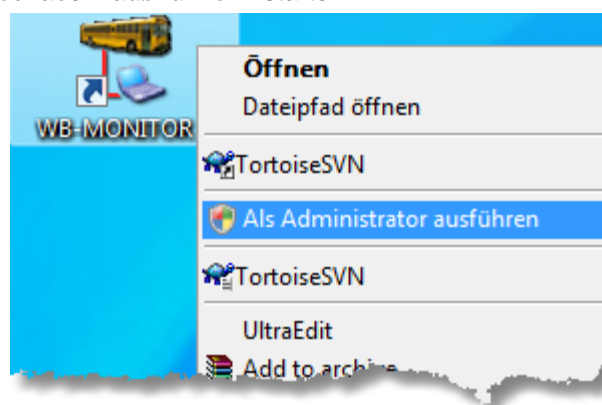 WB-MONITOR
Öffnen
Dateipfad öffnen
TortoiseSVN
Als Administrator ausführen
TortoiseSVN
UltraEdit
Add to archive